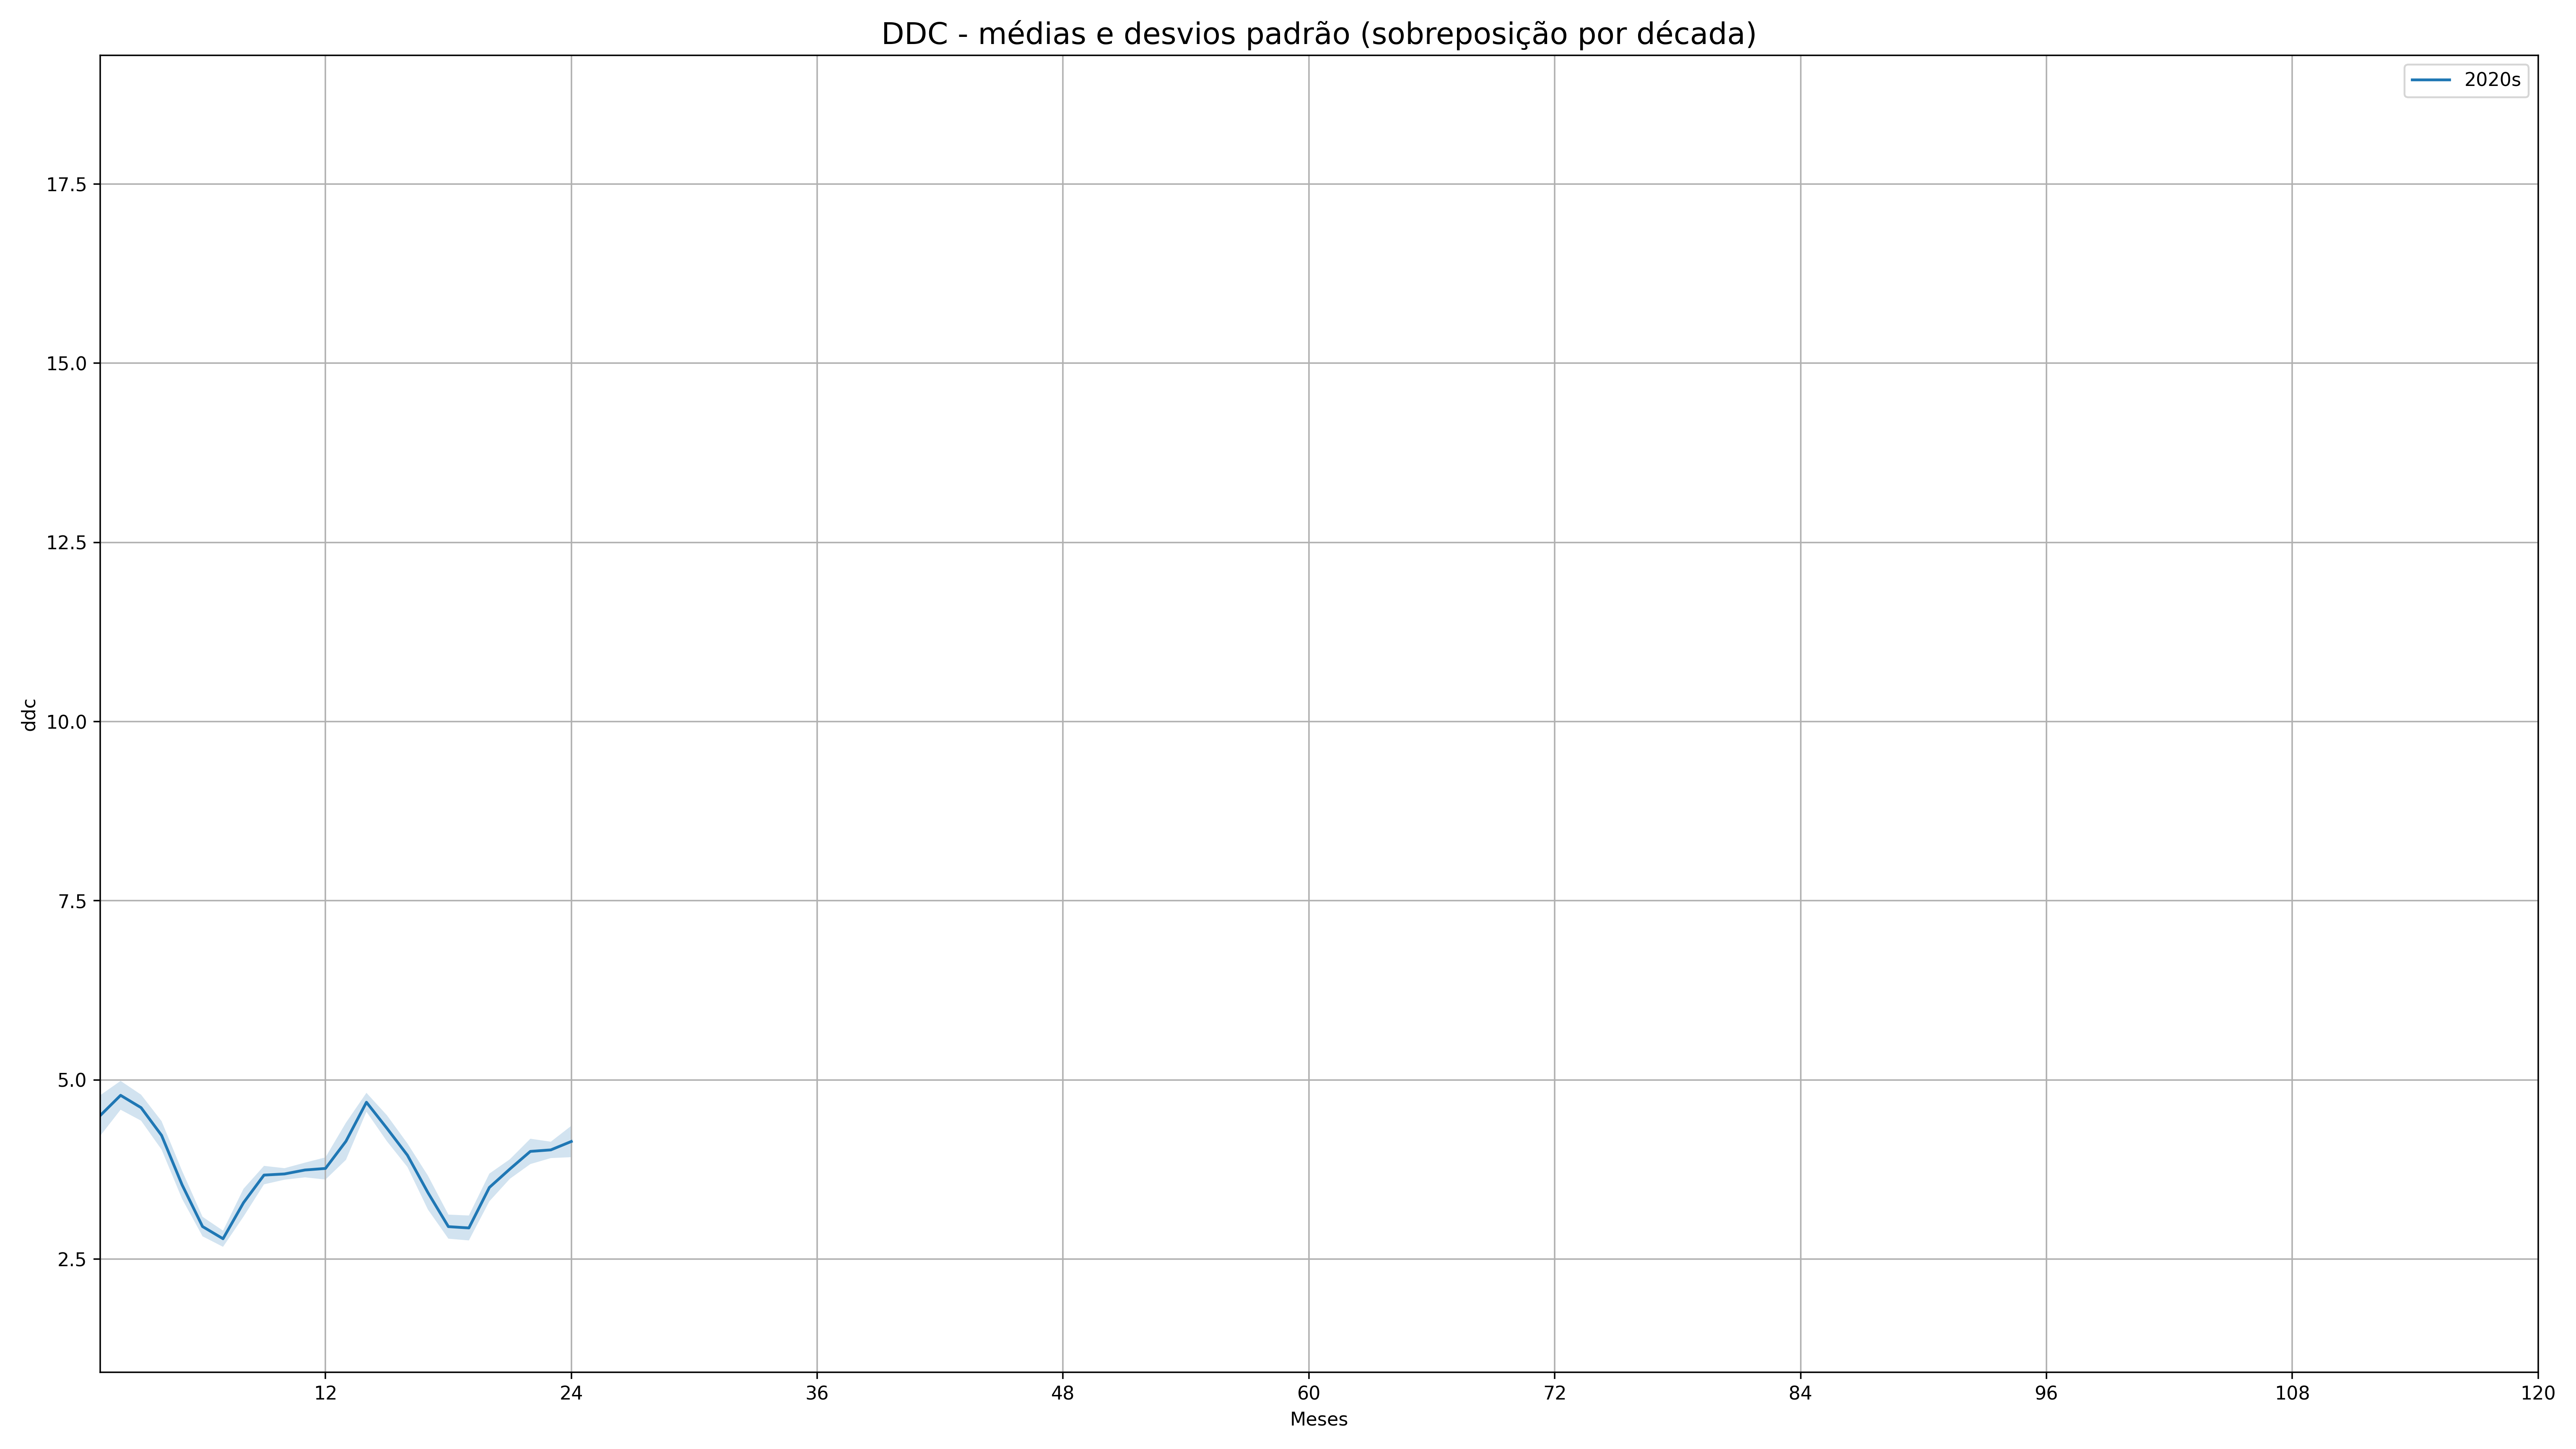 DDC - médias e desvios padrão (sobreposição por década)
2020s
17.5
15.0
12.5
10.0
7.5
5.0
2.5
ddc
12 24 36 48 60 72 84 96 108 120
Meses